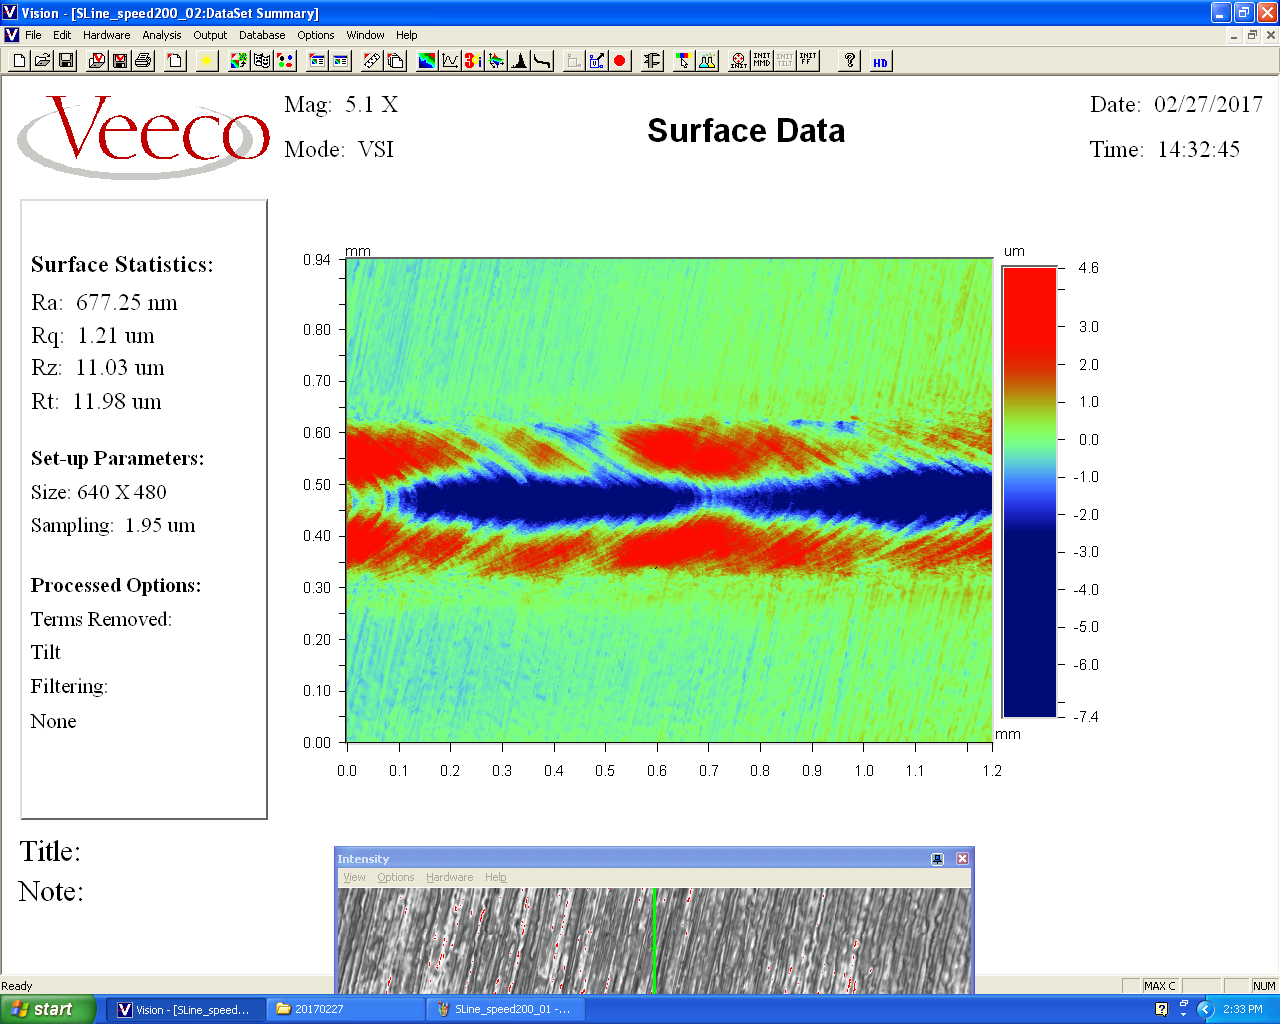 Vision - [SLine_speed200_02:DataSet Summary]
File Edit Hardware Analysis Output Database Options Window Help
INIT INIT MMD INIT TILT INIT FF ? HD
Veeco
Mag: 5.1 X
Mode: VSI
Surface Data
Date: 02/27/2017
Time: 14:32:45
Surface Statistics:
Ra: 677.25 nm
Rq: 1.21 um
Rz: 11.03 um
Rt: 11.98 um
Set-up Parameters:
Size: 640 X 480
Sampling: 1.95 um
Processed Options:
Terms Removed:
Tilt
Filtering:
None
mm
0.94
0.80
0.70
0.60
0.50
0.40
0.30
0.20
0.10
0.00
0.0 0.1 0.2 0.3 0.4 0.5 0.6 0.7 0.8 0.9 1.0 1.1 1.2
mm
um
4.6
3.0
2.0
1.0
0.0
-1.0
-2.0
-3.0
-4.0
-5.0
-6.0
-7.4
Title:
Note:
Intensity
View Options Hardware Help
Ready
MAX C
NUM
start
Vision - [SLine_speed...
20170227
SLine_speed200_01 -...
2:33 PM